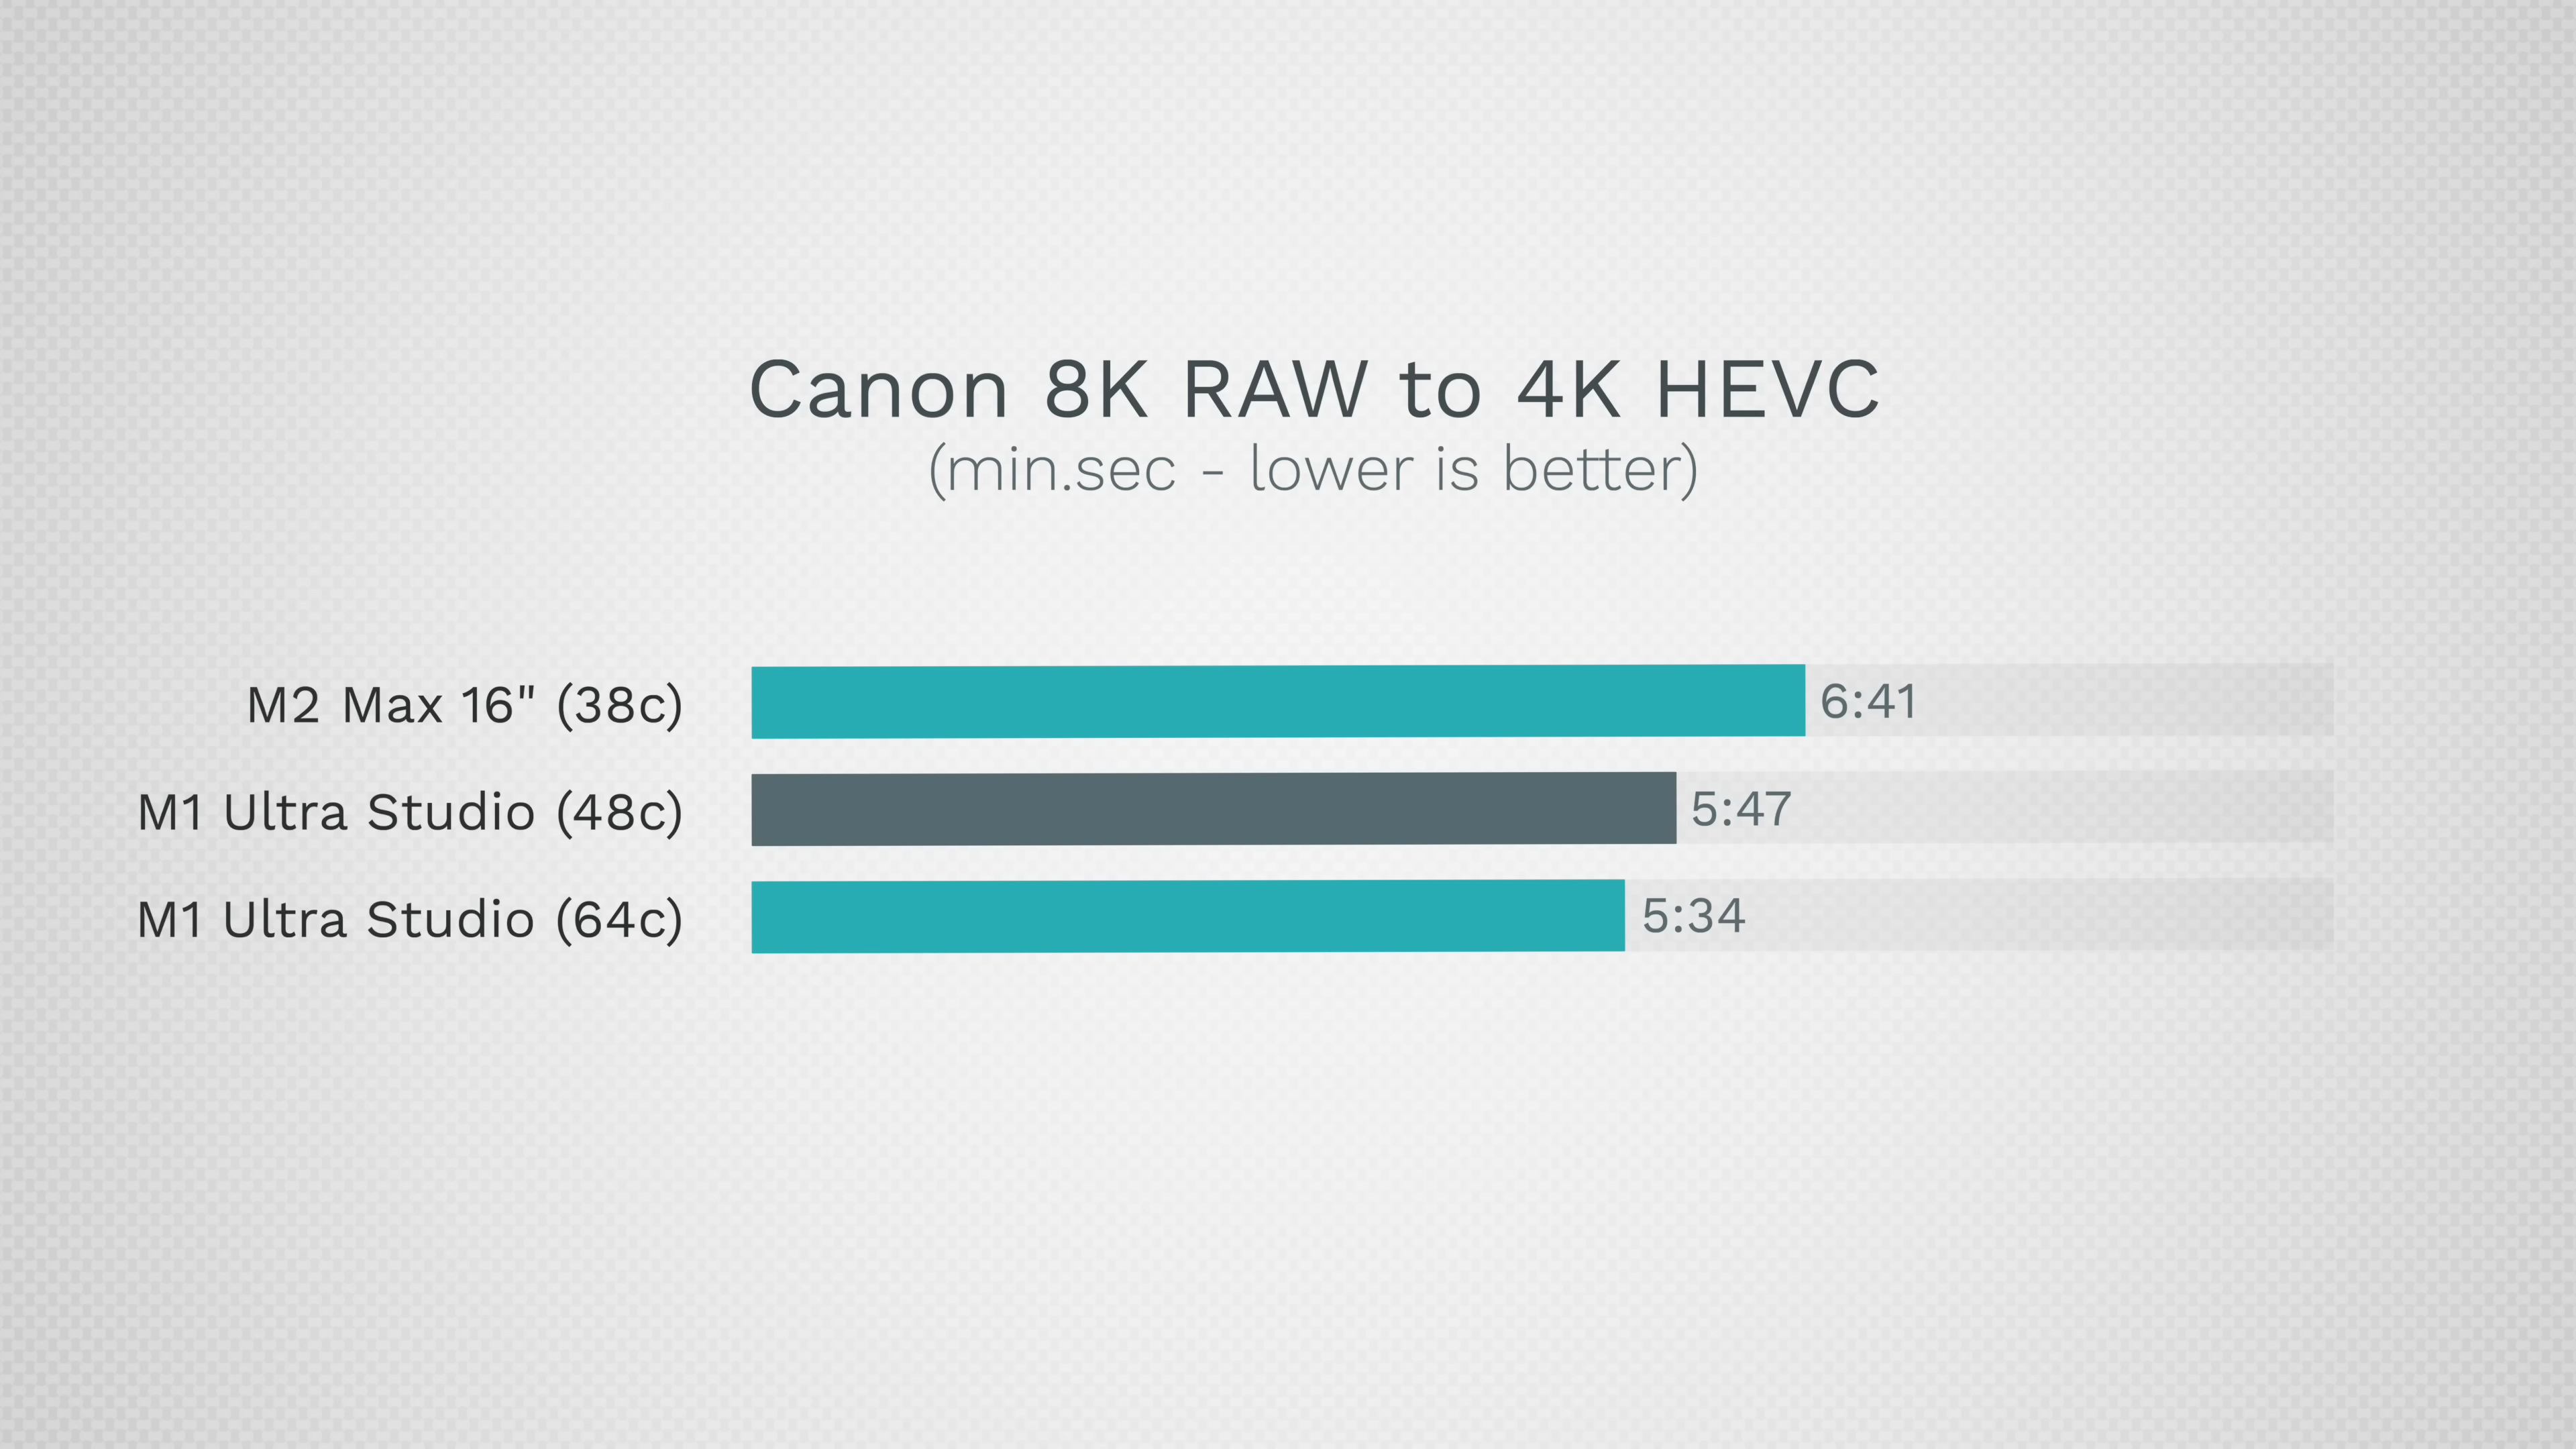 Canon 8K RAW to 4K HEVC
(min.sec - lower is better)
M2 Max 16" (38c) 6:41
M1 Ultra Studio (48c) 5:47
M1 Ultra Studio (64c) 5:34